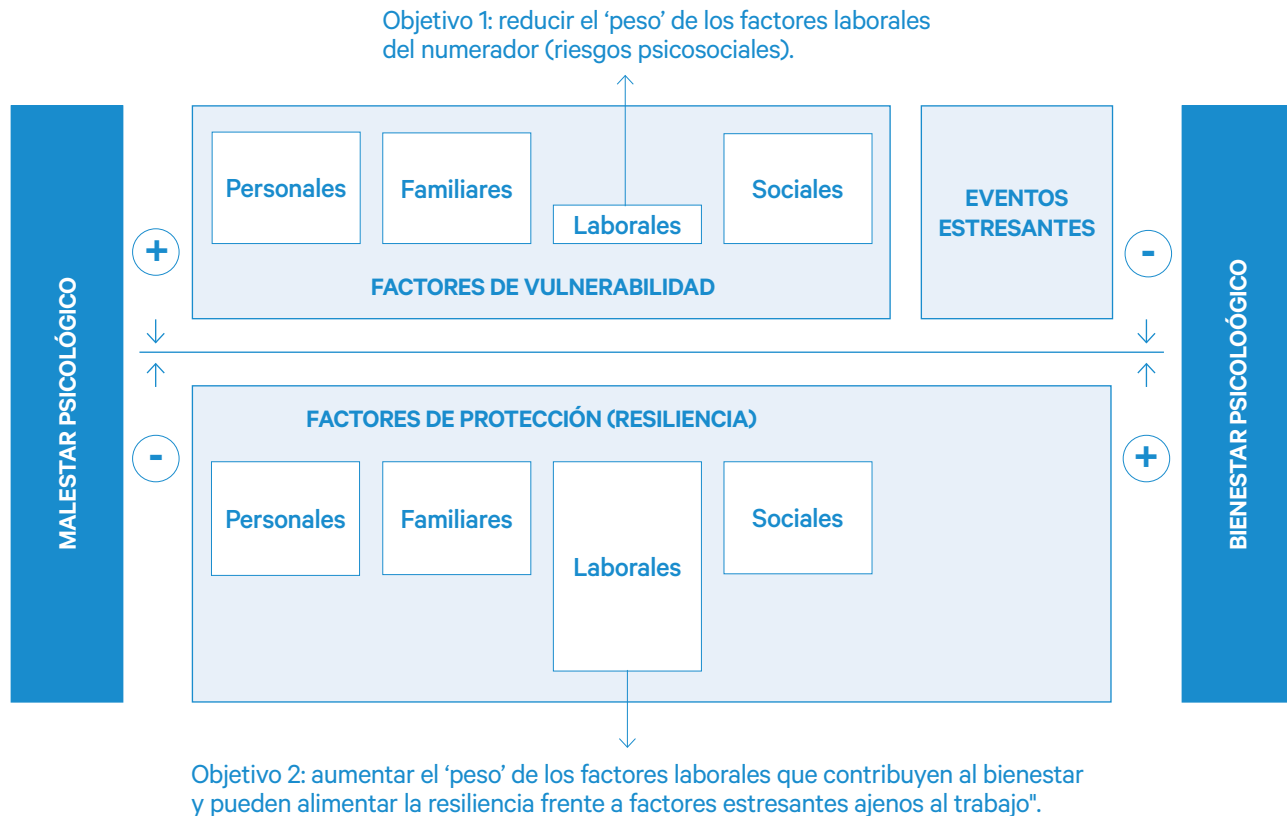 Objetivo 1: reducir el ‘peso’ de los factores laborales
del numerador (riesgos psicosociales).
MALESTAR PSICOLÓGICO
+
-
Personales
Familiares
Laborales
Sociales
FACTORES DE VULNERABILIDAD
EVENTOS
ESTRESANTES
-
+
BIENESTAR PSICOLOÓGICO
FACTORES DE PROTECCIÓN (RESILIENCIA)
Personales
Familiares
Laborales
Sociales
Objetivo 2: aumentar el ‘peso’ de los factores laborales que contribuyen al bienestar
y pueden alimentar la resiliencia frente a factores estresantes ajenos al trabajo".